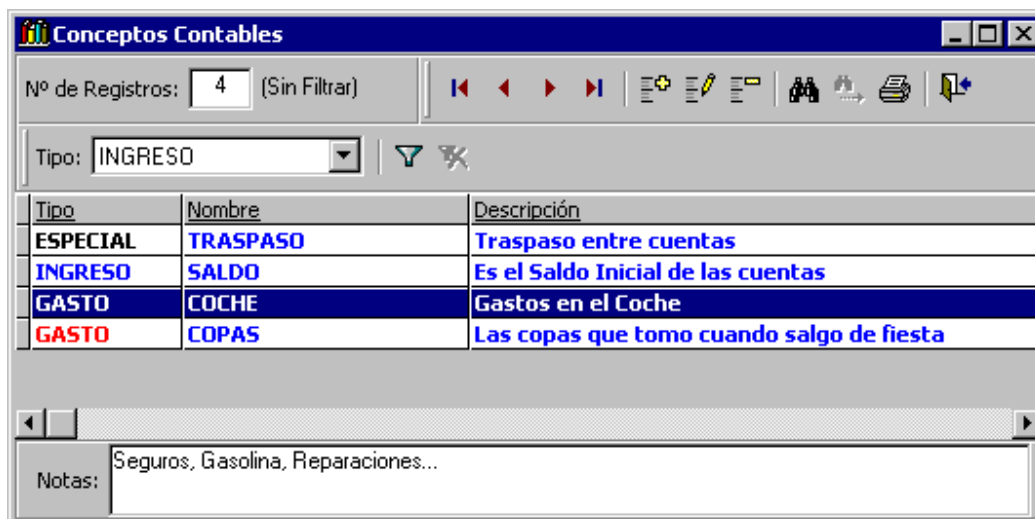 Conceptos Contables
Nº de Registros: 4 (Sin Filtrar)
Tipo: INGRESO
Tipo Nombre Descripción
ESPECIAL TRASPASO Traspaso entre cuentas
INGRESO SALDO Es el Saldo Inicial de las cuentas
GASTO COCHE Gastos en el Coche
GASTO COPAS Las copas que tomo cuando salgo de fiesta
Notas: Seguros, Gasolina, Reparaciones...